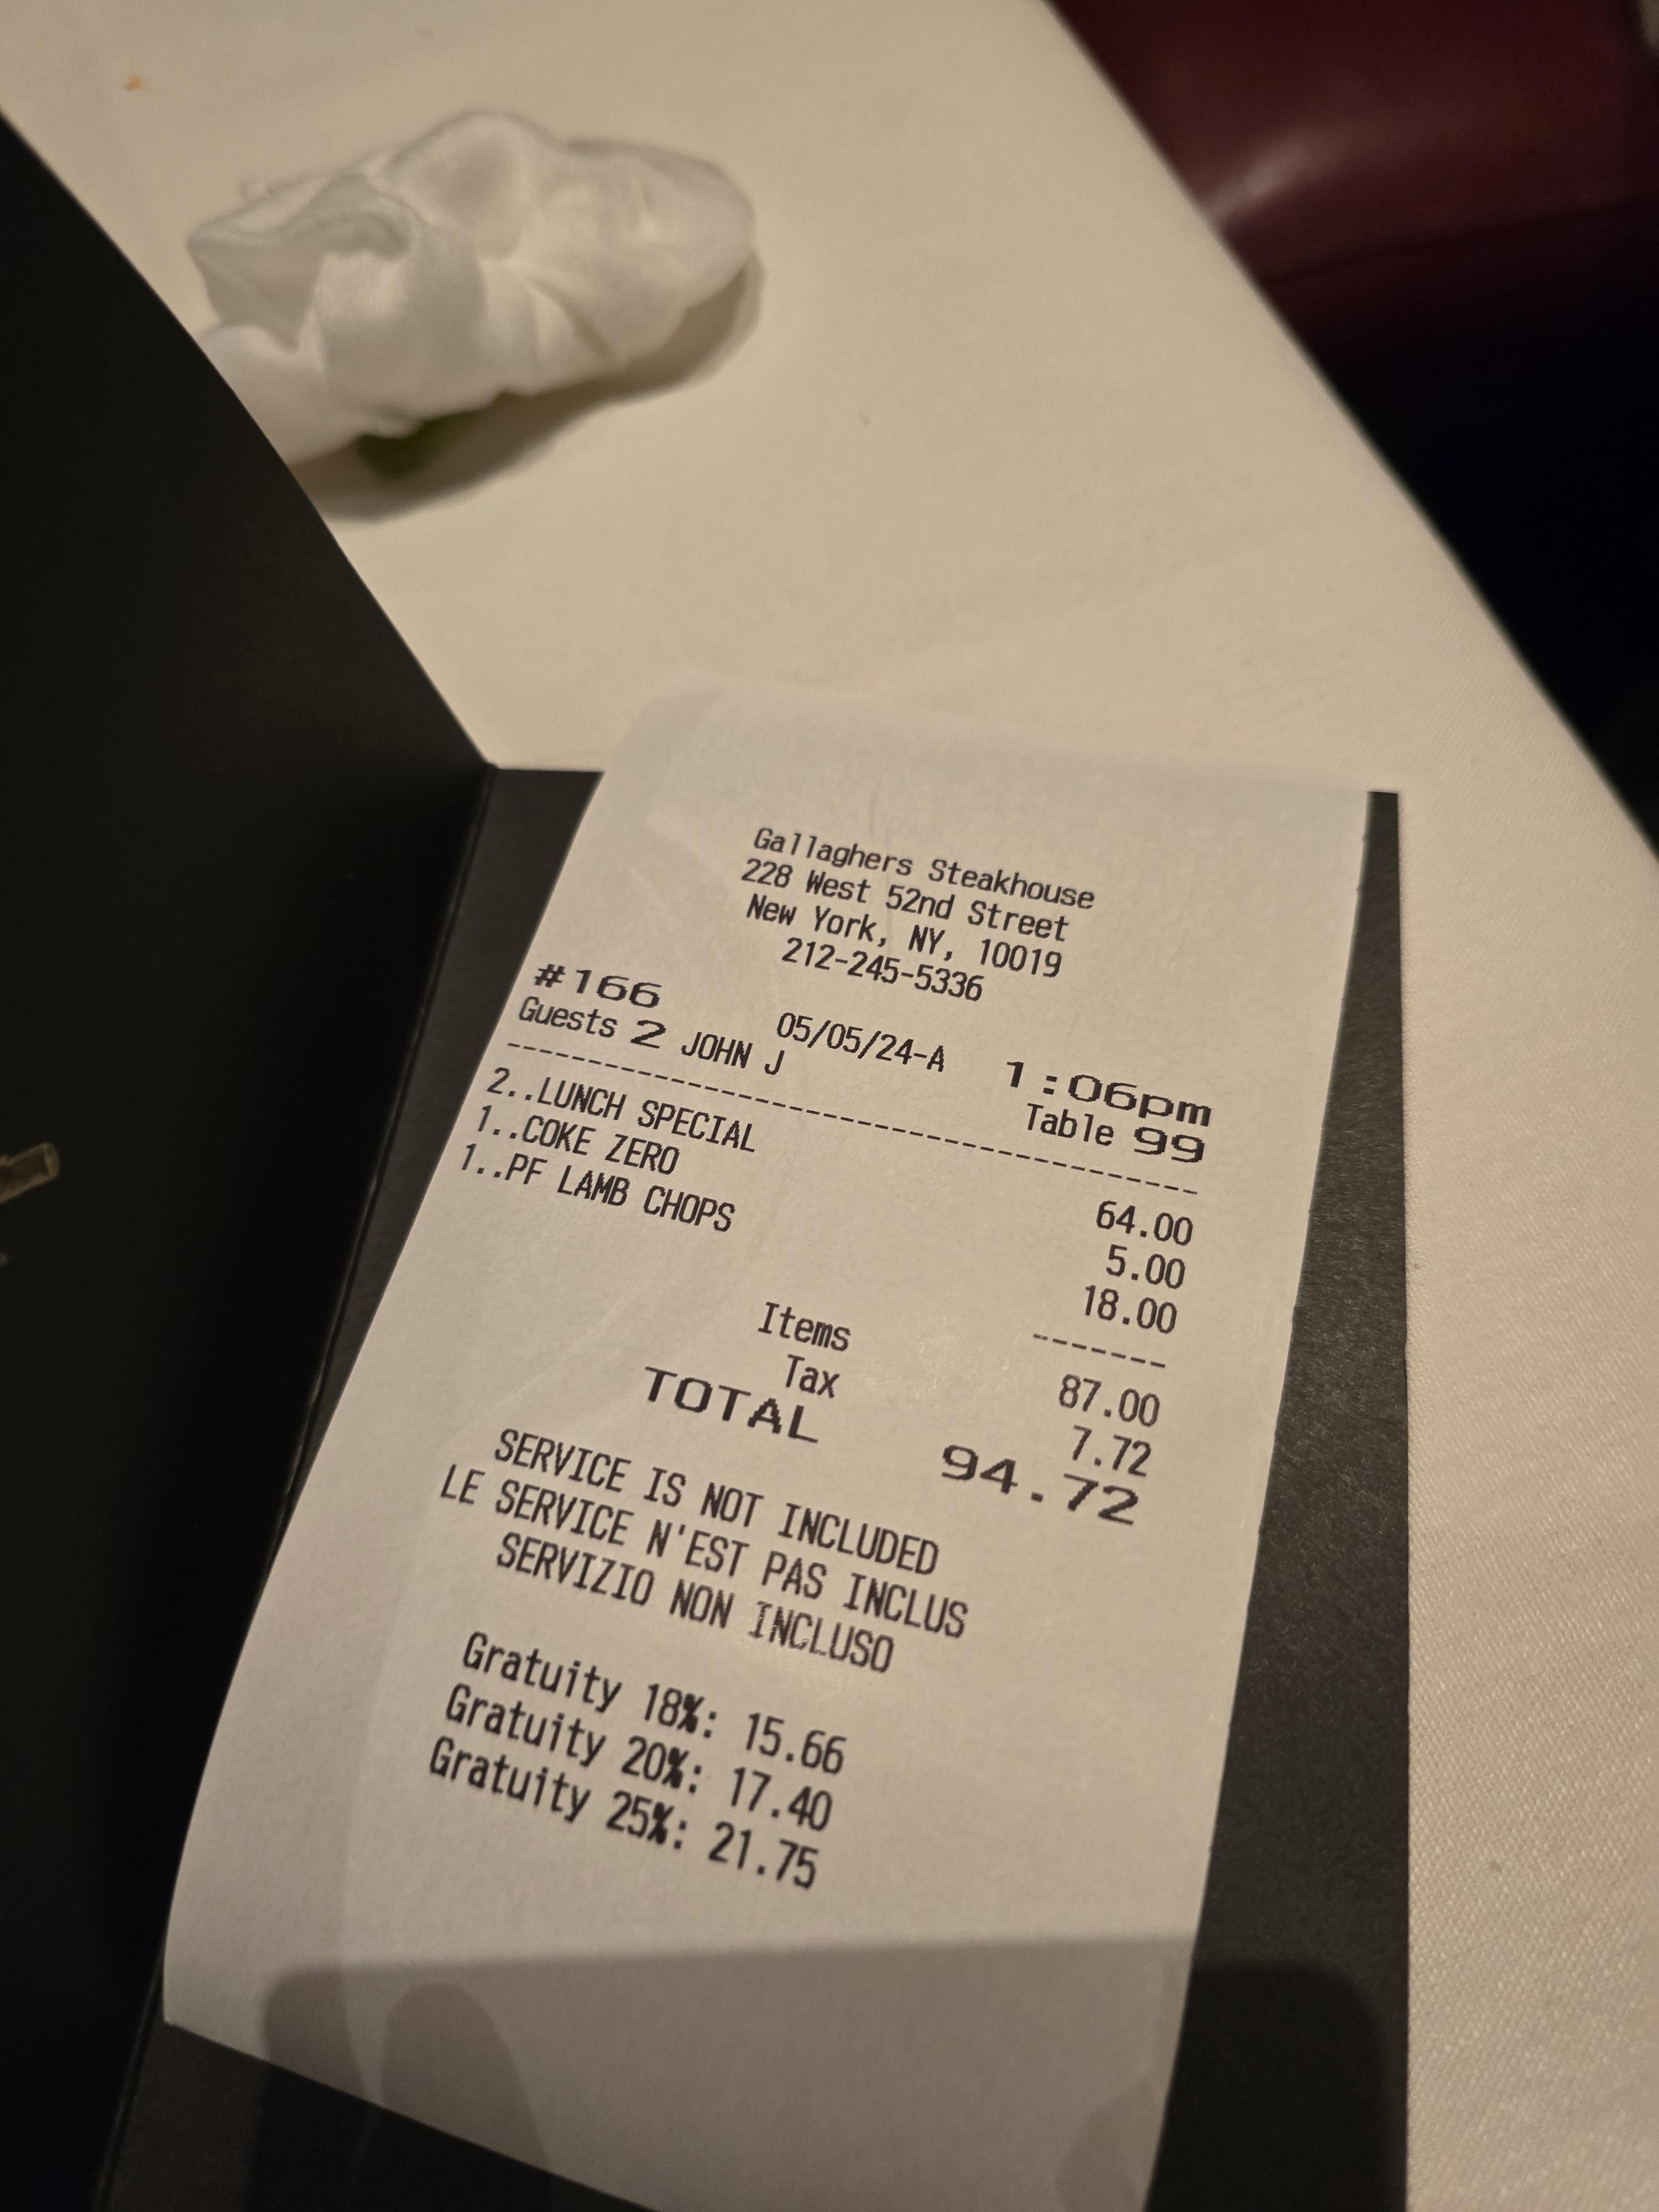 Gallaghers Steakhouse
228 West 52nd Street
New York, NY, 10019
212-245-5336
#166 05/05/24-A 1:06pm
Guests 2 JOHN J Table 99
----------------------------------------
2..LUNCH SPECIAL 64.00
1..COKE ZERO 5.00
1..PF LAMB CHOPS 18.00
-------
Items 87.00
Tax 7.72
TOTAL 94.72
SERVICE IS NOT INCLUDED
LE SERVICE N'EST PAS INCLUS
SERVIZIO NON INCLUSO
Gratuity 18%: 15.66
Gratuity 20%: 17.40
Gratuity 25%: 21.75